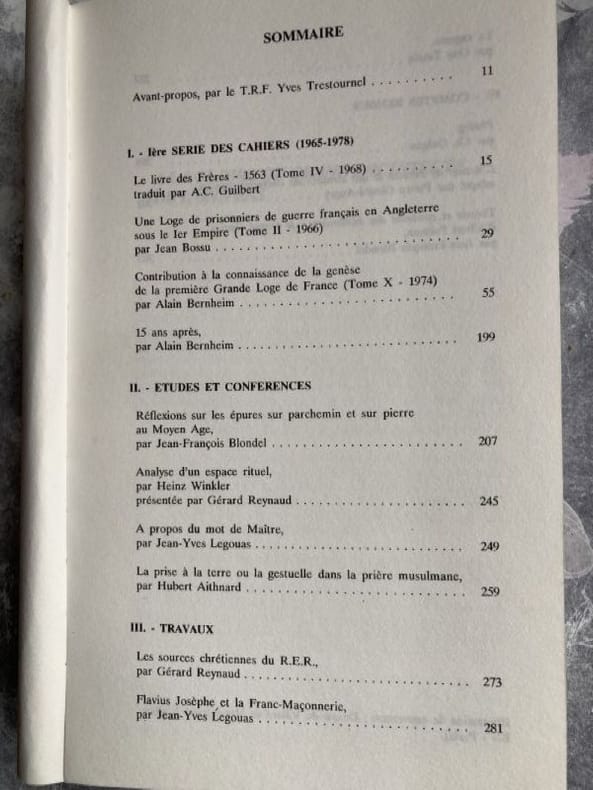 SOMMAIRE
Avant-propos, par le T.R.F. Yves Trestournel . . . . . . . . . . 11
I. - Ière SERIE DES CAHIERS (1965-1978)
Le livre des Frères - 1563 (Tome IV - 1968) . . . . . . . . . . 15
traduit par A.C. Guilbert
Une Loge de prisonniers de guerre français en Angleterre
sous le Ier Empire (Tome II - 1966)
par Jean Bossu . . . . . . . . . . . . . . . . . . . . . . . . . . . . . 29
Contribution à la connaissance de la genèse
de la première Grande Loge de France (Tome X - 1974)
par Alain Bernheim . . . . . . . . . . . . . . . . . . . . . . . . . . 55
15 ans après,
par Alain Bernheim . . . . . . . . . . . . . . . . . . . . . . . . . . 199
II. - ETUDES ET CONFERENCES
Réflexions sur les épures sur parchemin et sur pierre
au Moyen Age,
par Jean-François Blondel . . . . . . . . . . . . . . . . . . . . . . . 207
Analyse d'un espace rituel,
par Heinz Winkler
présentée par Gérard Reynaud . . . . . . . . . . . . . . . . . . . . 245
A propos du mot de Maître,
par Jean-Yves Legouas . . . . . . . . . . . . . . . . . . . . . . . . . 249
La prise à la terre ou la gestuelle dans la prière musulmane,
par Hubert Aithnard . . . . . . . . . . . . . . . . . . . . . . . . . . 259
III. - TRAVAUX
Les sources chrétiennes du R.E.R.,
par Gérard Reynaud . . . . . . . . . . . . . . . . . . . . . . . . . . . 273
Flavius Josèphe et la Franc-Maçonnerie,
par Jean-Yves Legouas . . . . . . . . . . . . . . . . . . . . . . . . . 281